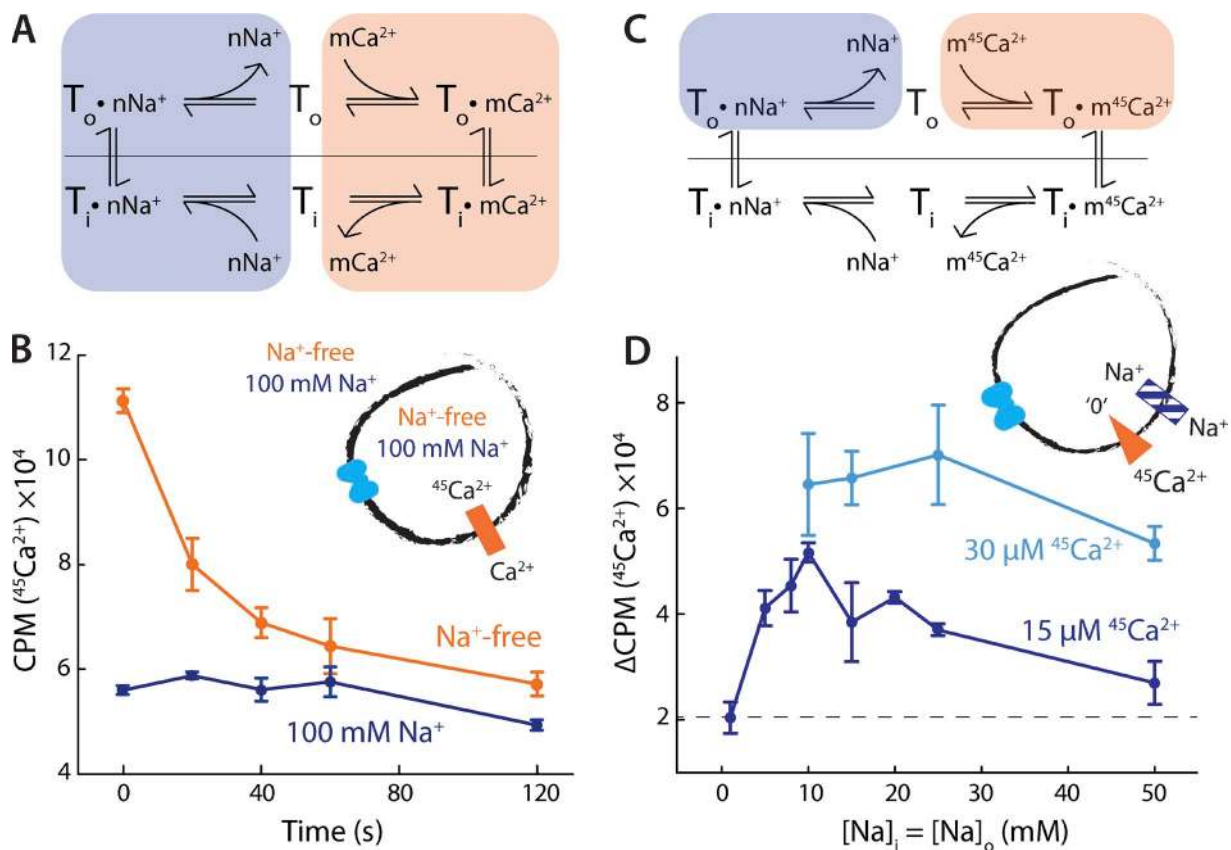 A
nNa⁺ mCa²⁺
Tₒ • nNa⁺ Tₒ Tₒ • mCa²⁺
Tᵢ • nNa⁺ Tᵢ Tᵢ • mCa²⁺
nNa⁺ mCa²⁺
C
nNa⁺ m⁴⁵Ca²⁺
Tₒ • nNa⁺ Tₒ Tₒ • m⁴⁵Ca²⁺
Tᵢ • nNa⁺ Tᵢ Tᵢ • m⁴⁵Ca²⁺
nNa⁺ m⁴⁵Ca²⁺
B
CPM (⁴⁵Ca²⁺) ×10⁴
12
10
8
6
4
Na⁺-free
100 mM Na⁺
Na⁺-free
100 mM Na⁺
⁴⁵Ca²⁺
Ca²⁺
Na⁺-free
100 mM Na⁺
0 40 80 120
Time (s)
D
ΔCPM (⁴⁵Ca²⁺) ×10⁴
8
6
4
2
Na⁺
'0'
Na⁺
⁴⁵Ca²⁺
30 μM ⁴⁵Ca²⁺
15 μM ⁴⁵Ca²⁺
0 10 20 30 40 50
[Na]ᵢ = [Na]ₒ (mM)